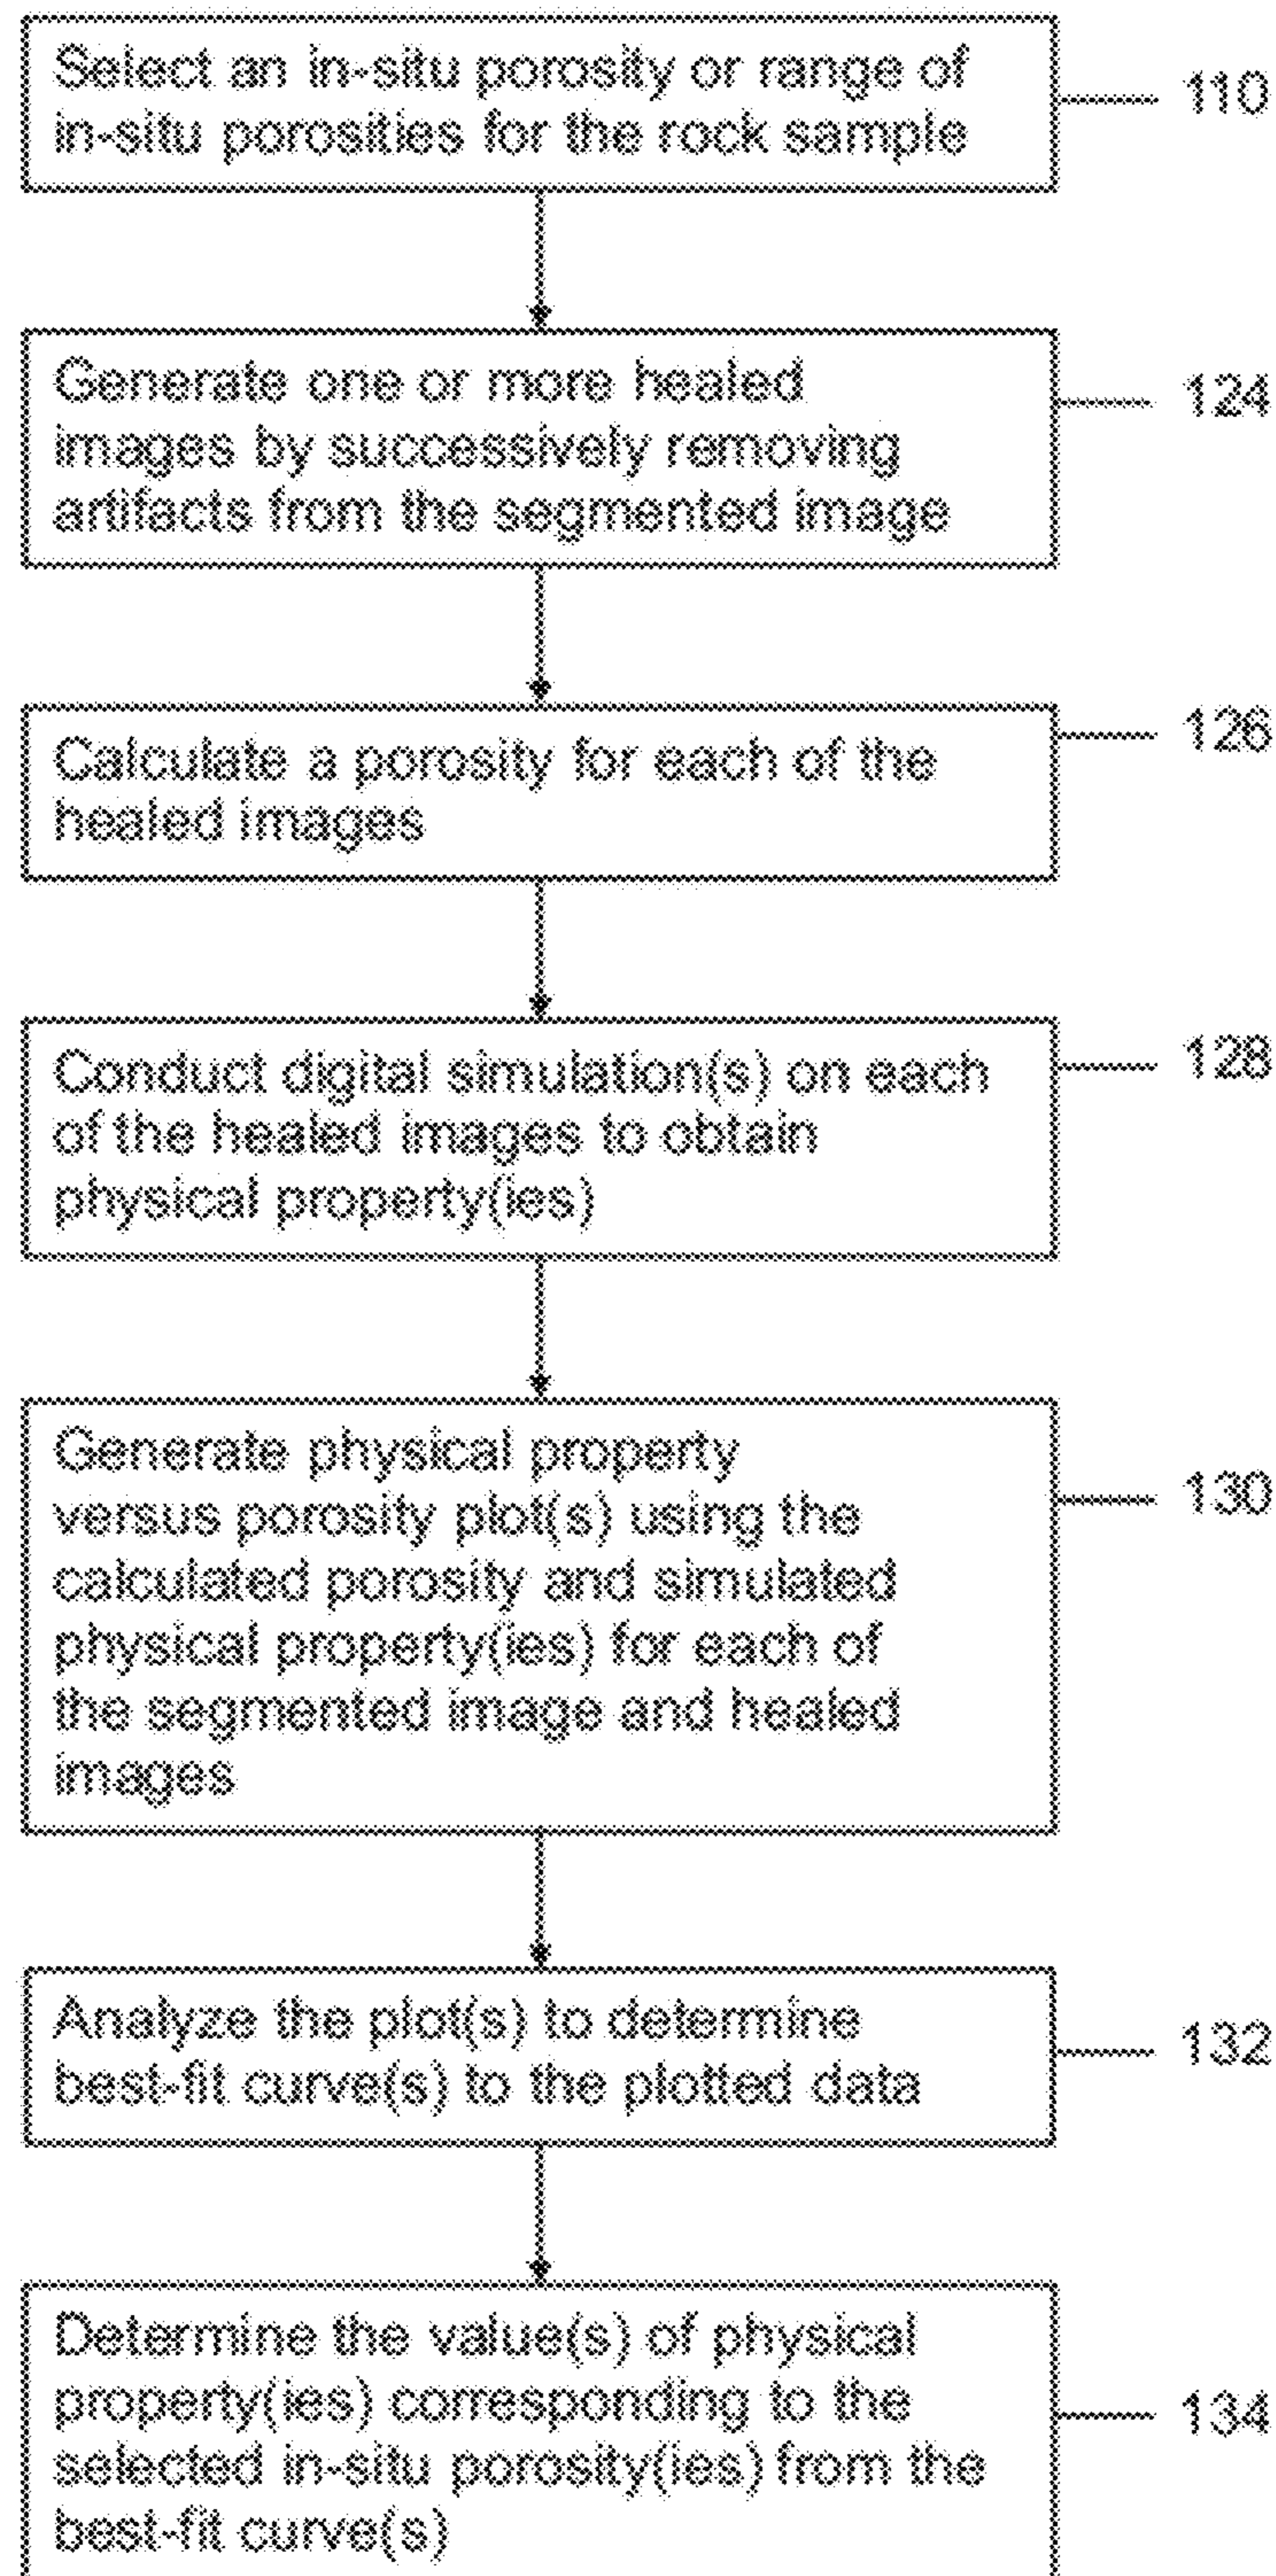 Select an in-situ porosity or range of
in-situ porosities for the rock sample
110
Generate one or more healed
images by successively removing
artifacts from the segmented image
124
Calculate a porosity for each of the
healed images
126
Conduct digital simulation(s) on each
of the healed images to obtain
physical property(ies)
128
Generate physical property
versus porosity plot(s) using the
calculated porosity and simulated
physical property(ies) for each of
the segmented image and healed
images
130
Analyze the plot(s) to determine
best-fit curve(s) to the plotted data
132
Determine the value(s) of physical
property(ies) corresponding to the
selected in-situ porosity(ies) from the
best-fit curve(s)
134